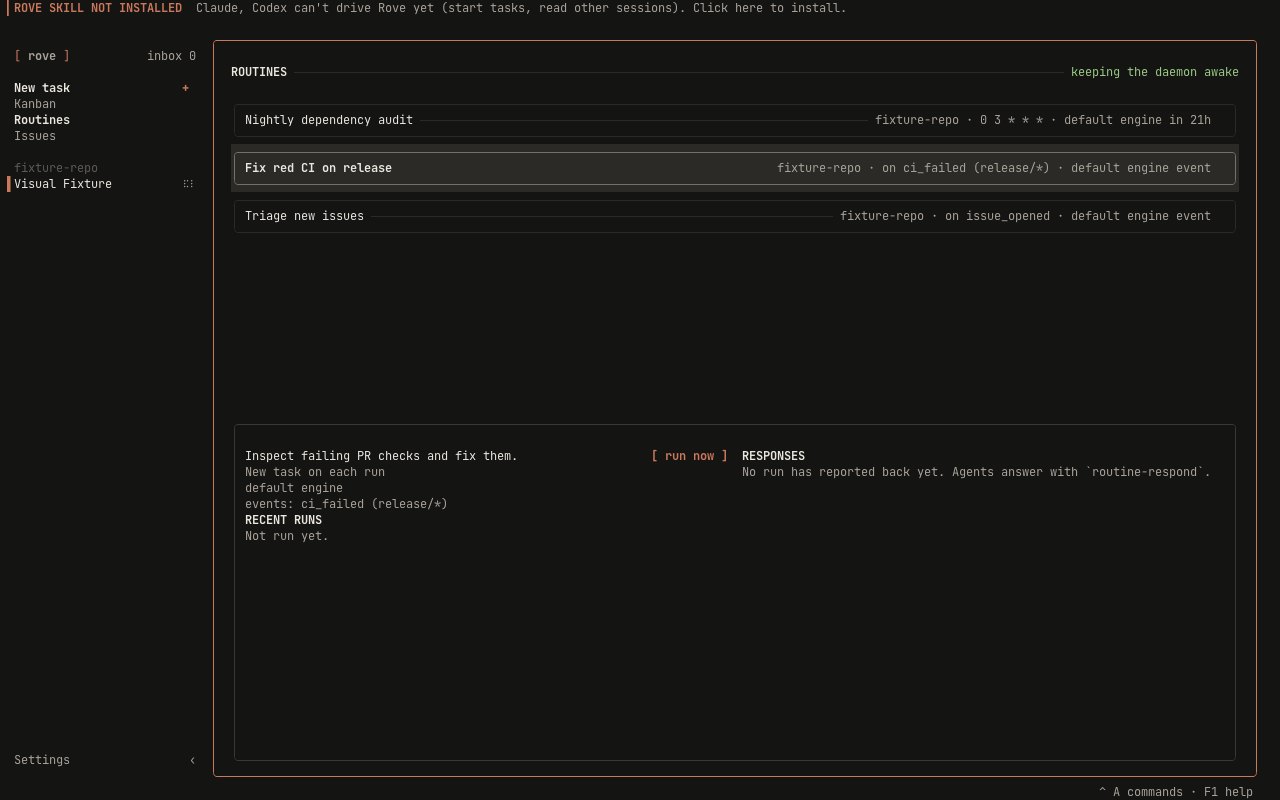 ROVE SKILL NOT INSTALLED  Claude, Codex can't drive Rove yet (start tasks, read other sessions). Click here to install.
[ rove ]  inbox 0
New task  +
Kanban
Routines
Issues
fixture-repo
Visual Fixture
Settings  ‹
ROUTINES  keeping the daemon awake
Nightly dependency audit  fixture-repo · 0 3 * * * · default engine in 21h
Fix red CI on release  fixture-repo · on ci_failed (release/*) · default engine event
Triage new issues  fixture-repo · on issue_opened · default engine event
Inspect failing PR checks and fix them.  [ run now ]
New task on each run
default engine
events: ci_failed (release/*)
RECENT RUNS
Not run yet.
RESPONSES
No run has reported back yet. Agents answer with `routine-respond`.
^ A commands · F1 help